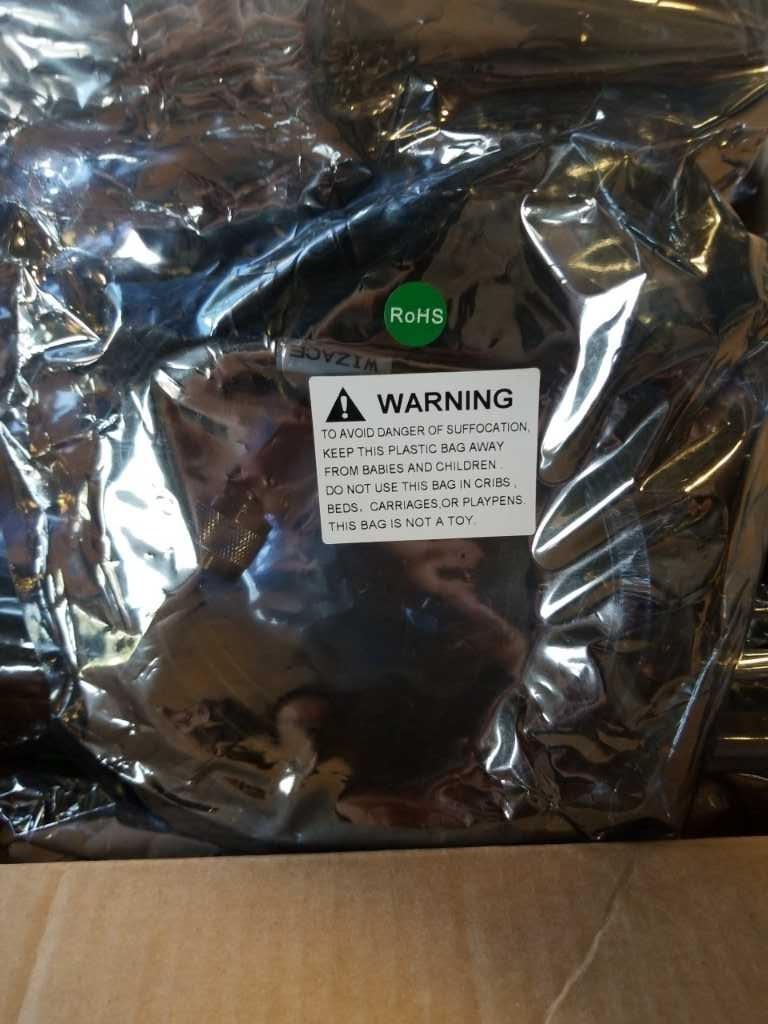 RoHS
WIZACE
WARNING
TO AVOID DANGER OF SUFFOCATION,
KEEP THIS PLASTIC BAG AWAY
FROM BABIES AND CHILDREN .
DO NOT USE THIS BAG IN CRIBS ,
BEDS, CARRIAGES,OR PLAYPENS.
THIS BAG IS NOT A TOY.